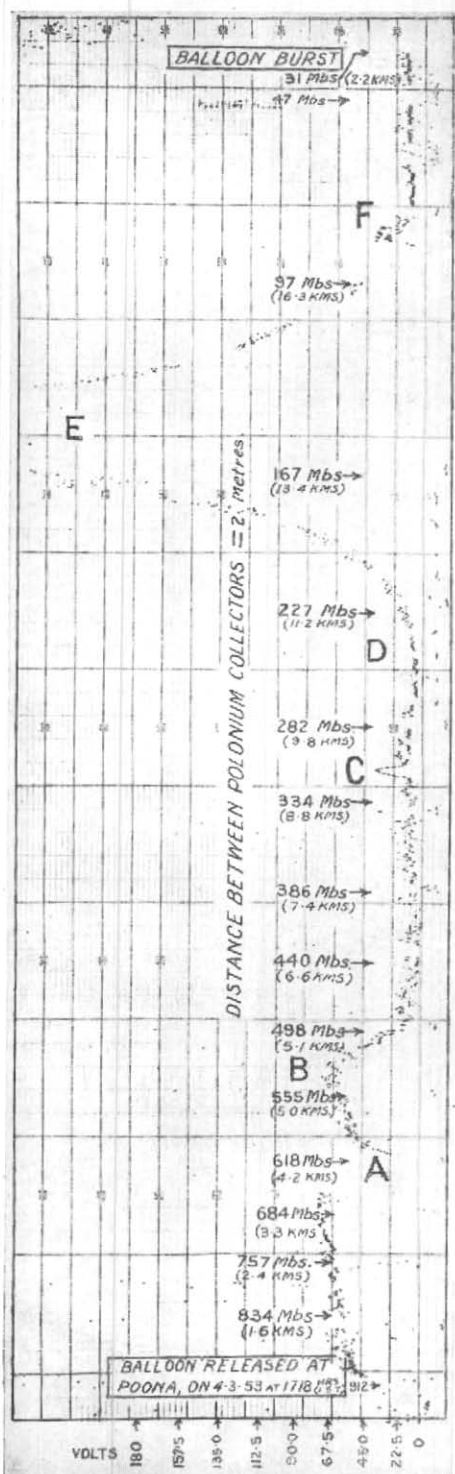 BALLOON BURST
31 Mbs (2.2 KMS)
47 Mbs
F
97 Mbs
(16.3 KMS)
E
167 Mbs
(13.4 KMS)
DISTANCE BETWEEN POLONIUM COLLECTORS = 2 Metres.
227 Mbs
(11.2 KMS)
D
282 Mbs
(9.8 KMS)
C
334 Mbs
(8.8 KMS)
386 Mbs
(7.4 KMS)
440 Mbs
(6.6 KMS)
498 Mbs
(5.1 KMS)
B
555 Mbs
(5.0 KMS)
618 Mbs
(4.2 KMS)
A
684 Mbs
(3.3 KMS
757 Mbs
(2.4 KMS)
834 Mbs
(1.6 KMS)
BALLOON RELEASED AT
POONA, ON 4-3-53 AT 1718 HRS 912
VOLTS 180 157.5 135.0 112.5 90.0 67.5 45.0 22.5 0